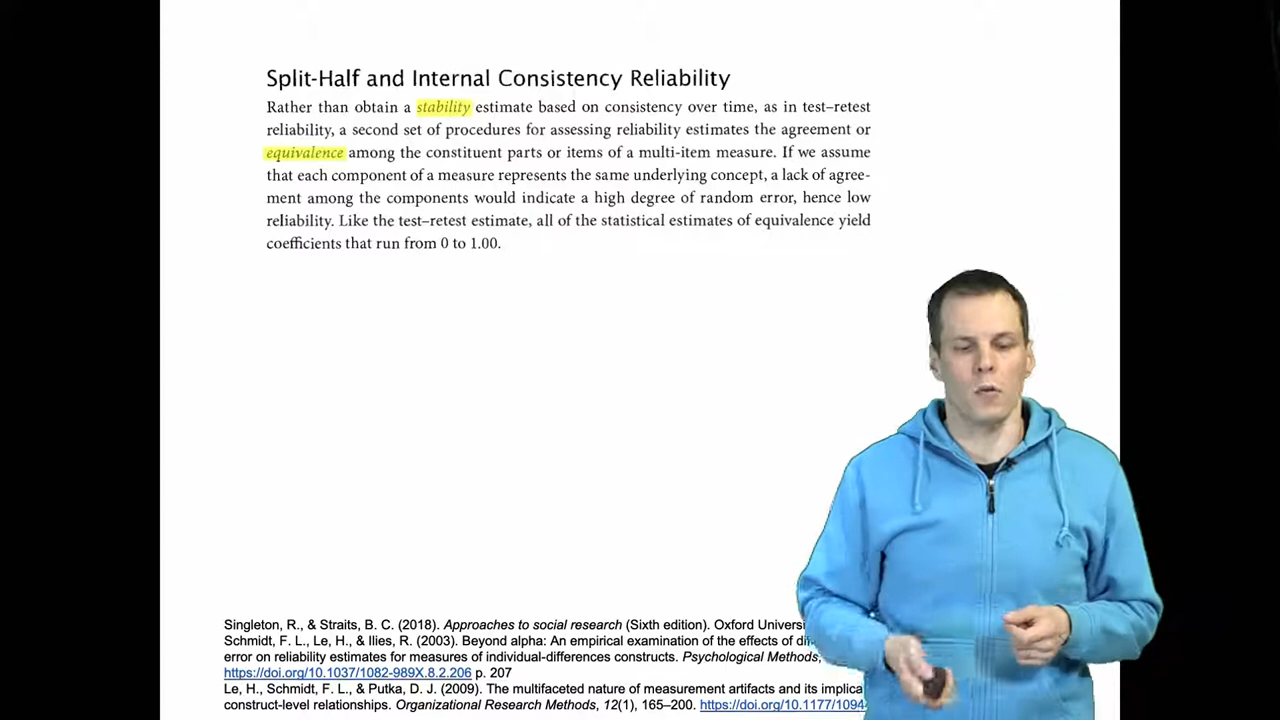 Split-Half and Internal Consistency Reliability
Rather than obtain a stability estimate based on consistency over time, as in test–retest
reliability, a second set of procedures for assessing reliability estimates the agreement or
equivalence among the constituent parts or items of a multi-item measure. If we assume
that each component of a measure represents the same underlying concept, a lack of agree-
ment among the components would indicate a high degree of random error, hence low
reliability. Like the test–retest estimate, all of the statistical estimates of equivalence yield
coefficients that run from 0 to 1.00.
Singleton, R., & Straits, B. C. (2018). Approaches to social research (Sixth edition). Oxford
Schmidt, F. L., Le, H., & Ilies, R. (2003). Beyond alpha: An empirical examination of the effects of
error on reliability estimates for measures of individual-differences constructs. Psychological Methods,
https://doi.org/10.1037/1082-989X.8.2.206 p. 207
Le, H., Schmidt, F. L., & Putka, D. J. (2009). The multifaceted nature of measurement artifacts and its
construct-level relationships. Organizational Research Methods, 12(1), 165–200. https://doi.org/10.1177/1094-